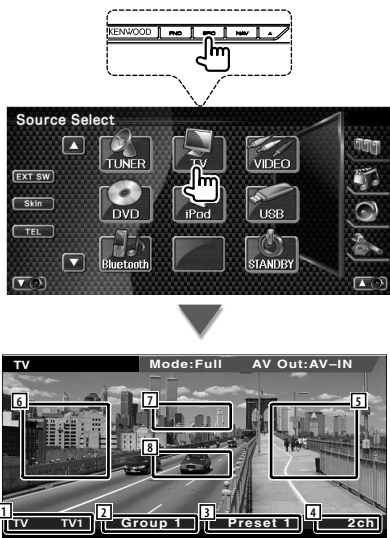 KENWOOD FNC SRC NAV
Source Select
TUNER TV VIDEO
EXT SW
Skin
DVD iPod USB
TEL
Bluetooth STANDBY
TV Mode:Full AV Out:AV–IN
6 7 5
8
1 2 3 4
TV TV1 Group 1 Preset 1 2ch